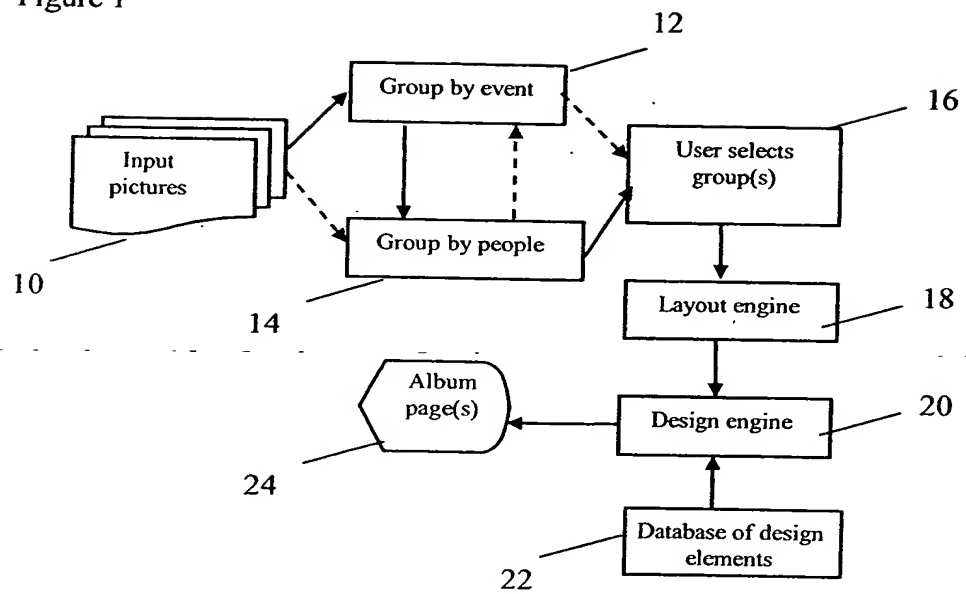 Figure 1
12
Group by event
16
Input
pictures
User selects
group(s)
Group by people
10
14
Layout engine
18
Album
page(s)
Design engine
20
24
Database of design
elements
22